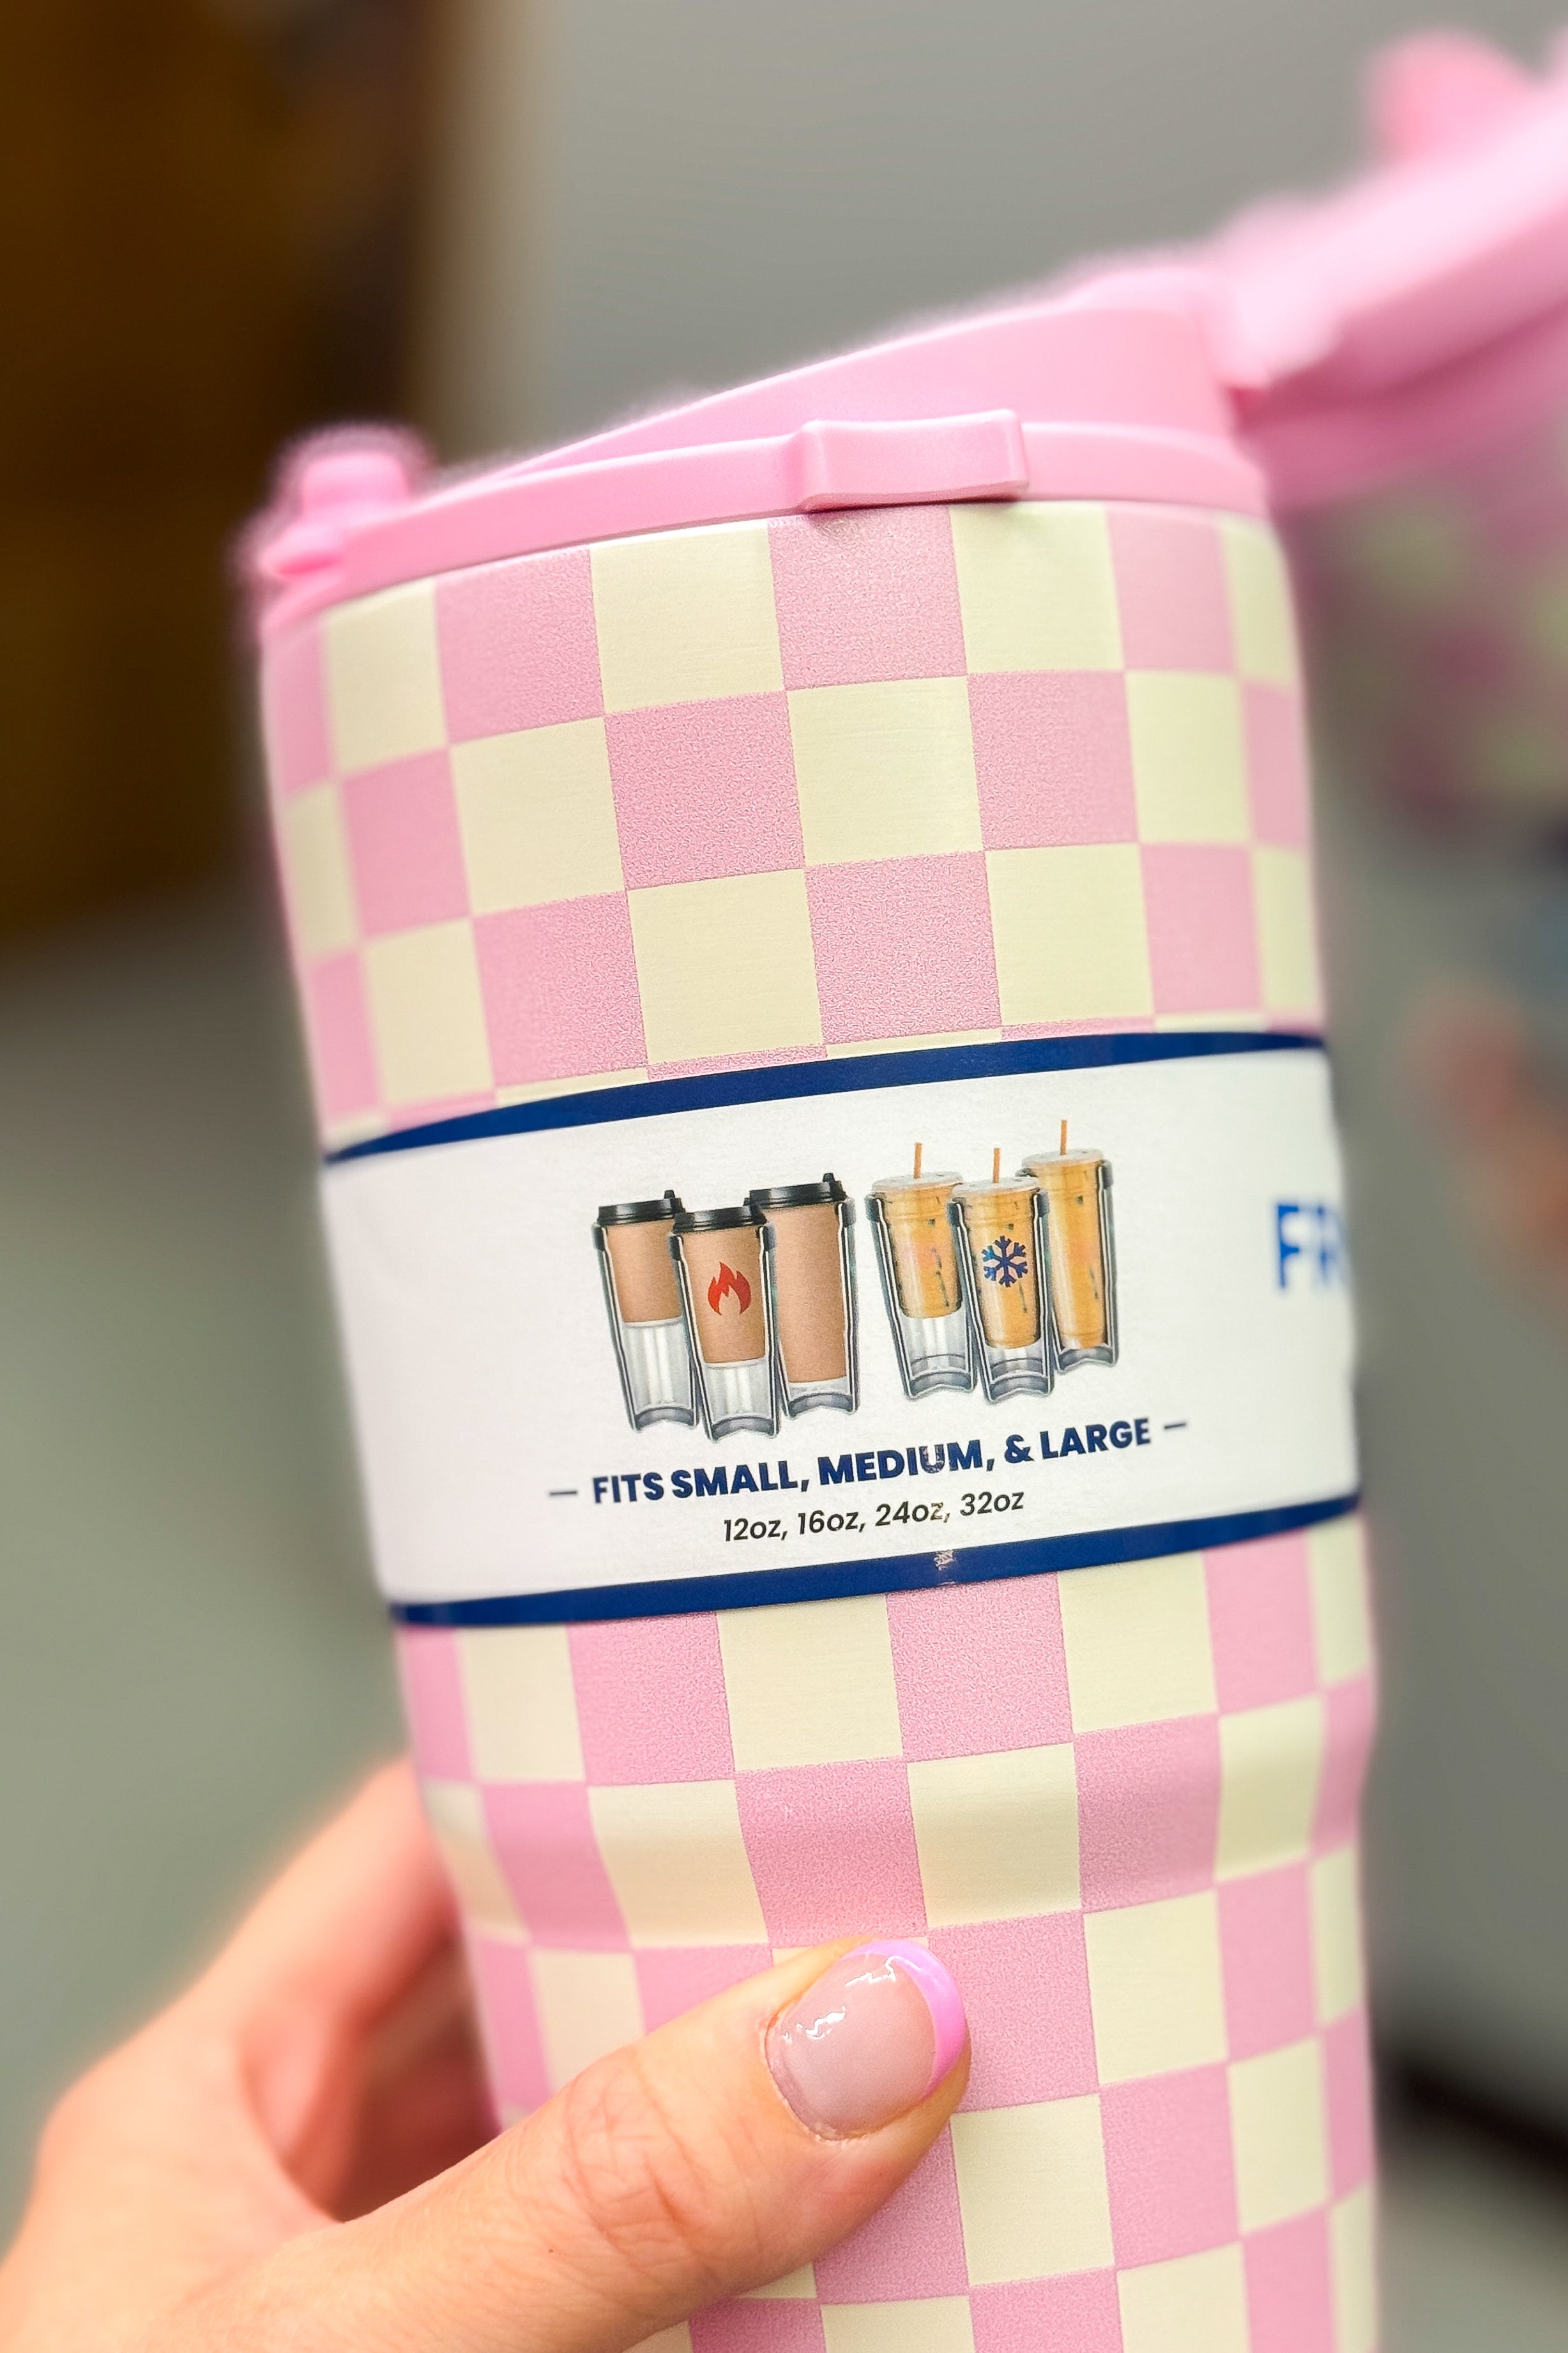 — FITS SMALL, MEDIUM, & LARGE —
12oz, 16oz, 24oz, 32oz